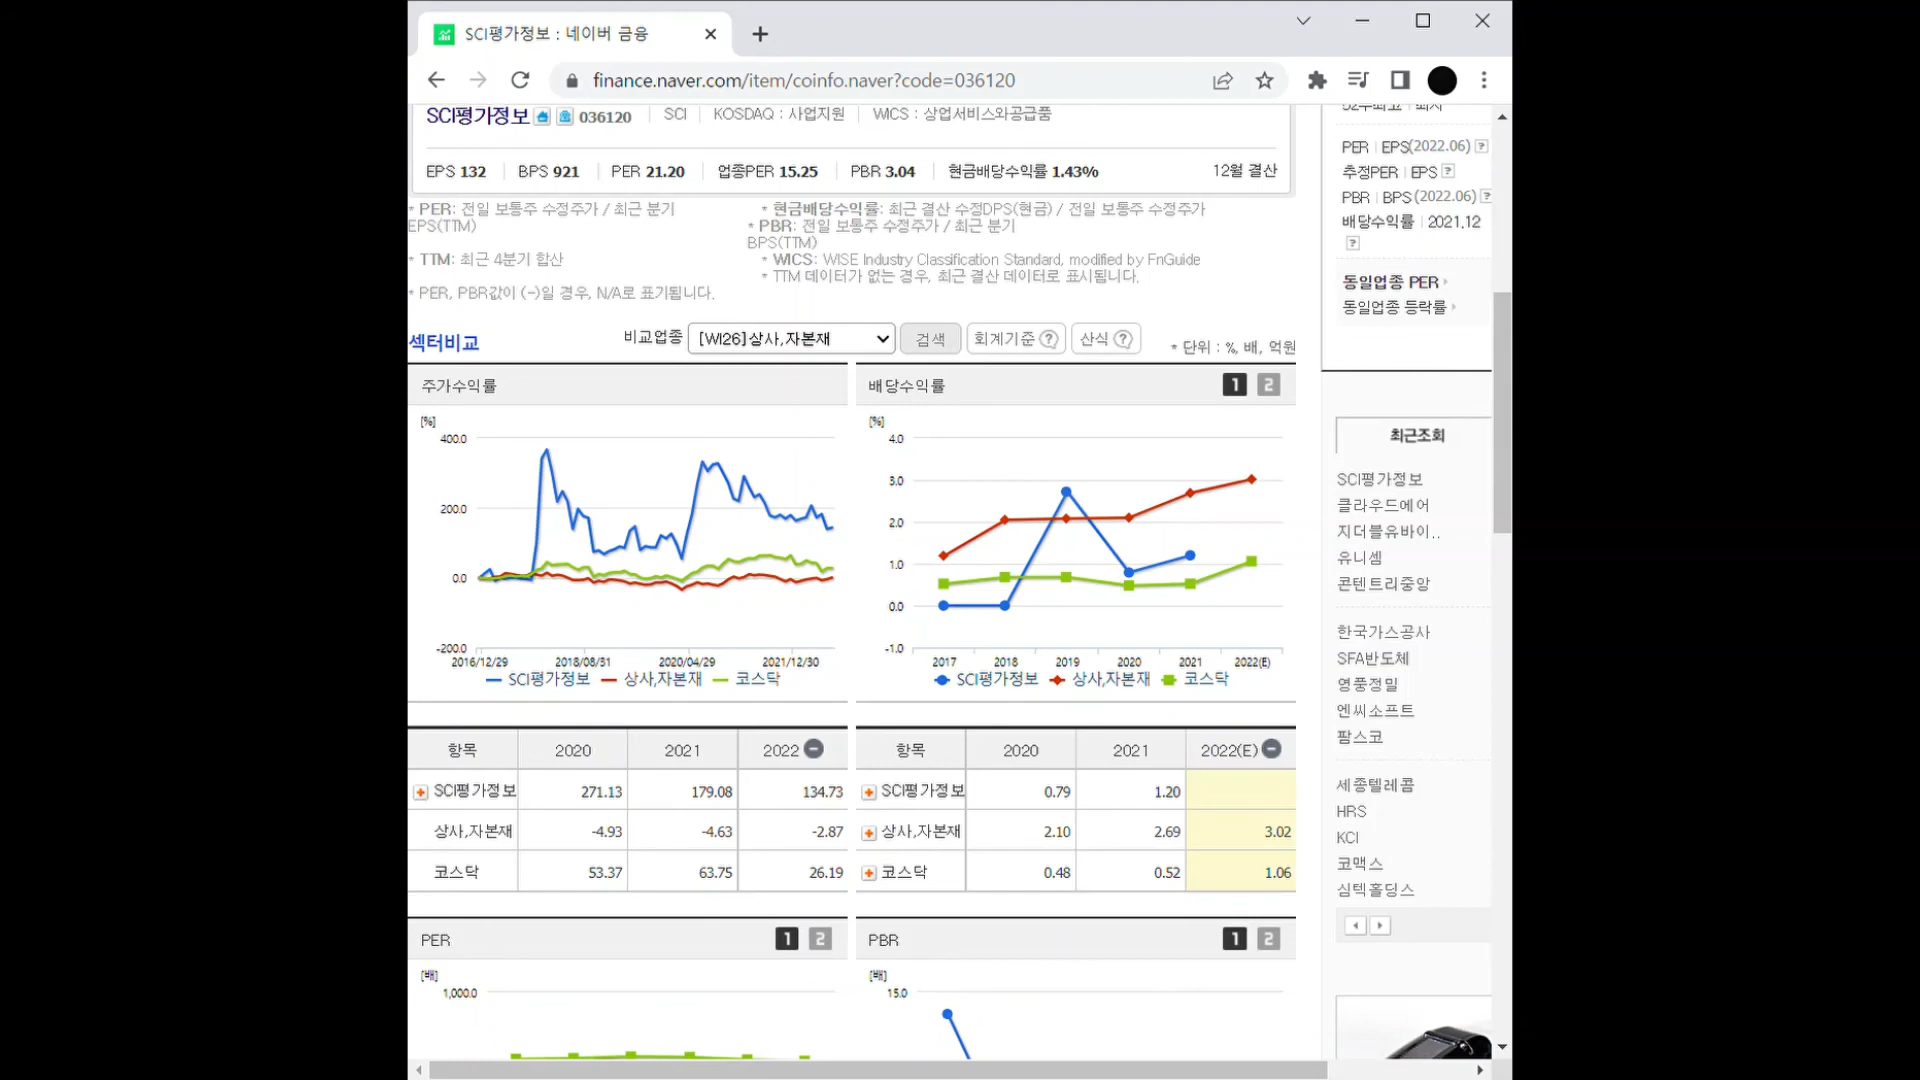 SCI평가정보 : 네이버 금융
finance.naver.com/item/coinfo.naver?code=036120
SCI평가정보 036120 SCI KOSDAQ : 사업지원 WICS : 상업서비스와공급품
EPS 132 BPS 921 PER 21.20 업종PER 15.25 PBR 3.04 현금배당수익률 1.43% 12월 결산
* PER: 전일 보통주 수정주가 / 최근 분기
EPS(TTM)
* TTM: 최근 4분기 합산
* PER, PBR값이 (-)일 경우, N/A로 표기됩니다.
* 현금배당수익률: 최근 결산 수정DPS(현금) / 전일 보통주 수정주가
* PBR: 전일 보통주 수정주가 / 최근 분기
BPS(TTM)
* WICS: WISE Industry Classification Standard, modified by FnGuide
* TTM 데이터가 없는 경우, 최근 결산 데이터로 표시됩니다.
섹터비교 비교업종 [WI26]상사,자본재 검색 회계기준 ? 산식 ? * 단위 : %, 배, 억원
주가수익률
[%]
400.0
200.0
0.0
-200.0
2016/12/29 2018/08/31 2020/04/29 2021/12/30
SCI평가정보 상사,자본재 코스닥
배당수익률 1 2
[%]
4.0
3.0
2.0
1.0
0.0
-1.0
2017 2018 2019 2020 2021 2022(E)
SCI평가정보 상사,자본재 코스닥
항목 2020 2021 2022
SCI평가정보 271.13 179.08 134.73
상사,자본재 -4.93 -4.63 -2.87
코스닥 53.37 63.75 26.19
항목 2020 2021 2022(E)
SCI평가정보 0.79 1.20
상사,자본재 2.10 2.69 3.02
코스닥 0.48 0.52 1.06
PER 1 2
[배]
1,000.0
PBR 1 2
[배]
15.0
52주최고 최저
PER EPS(2022.06) ?
추정PER EPS ?
PBR BPS (2022.06) ?
배당수익률 2021.12
?
동일업종 PER
동일업종 등락률
최근조회
SCI평가정보
클라우드에어
지더블유바이..
유니셈
콘텐트리중앙
한국가스공사
SFA반도체
영풍정밀
엔씨소프트
팜스코
세종텔레콤
HRS
KCI
코맥스
심텍홀딩스